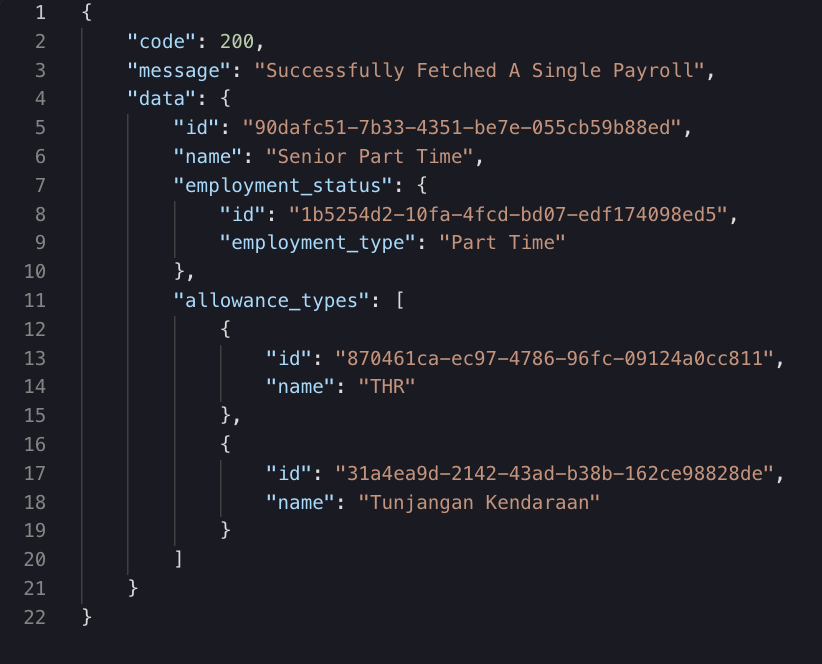 1 {
2 "code": 200,
3 "message": "Successfully Fetched A Single Payroll",
4 "data": {
5 "id": "90dafc51-7b33-4351-be7e-055cb59b88ed",
6 "name": "Senior Part Time",
7 "employment_status": {
8 "id": "1b5254d2-10fa-4fcd-bd07-edf174098ed5",
9 "employment_type": "Part Time"
10 },
11 "allowance_types": [
12 {
13 "id": "870461ca-ec97-4786-96fc-09124a0cc811",
14 "name": "THR"
15 },
16 {
17 "id": "31a4ea9d-2142-43ad-b38b-162ce98828de",
18 "name": "Tunjangan Kendaraan"
19 }
20 ]
21 }
22 }